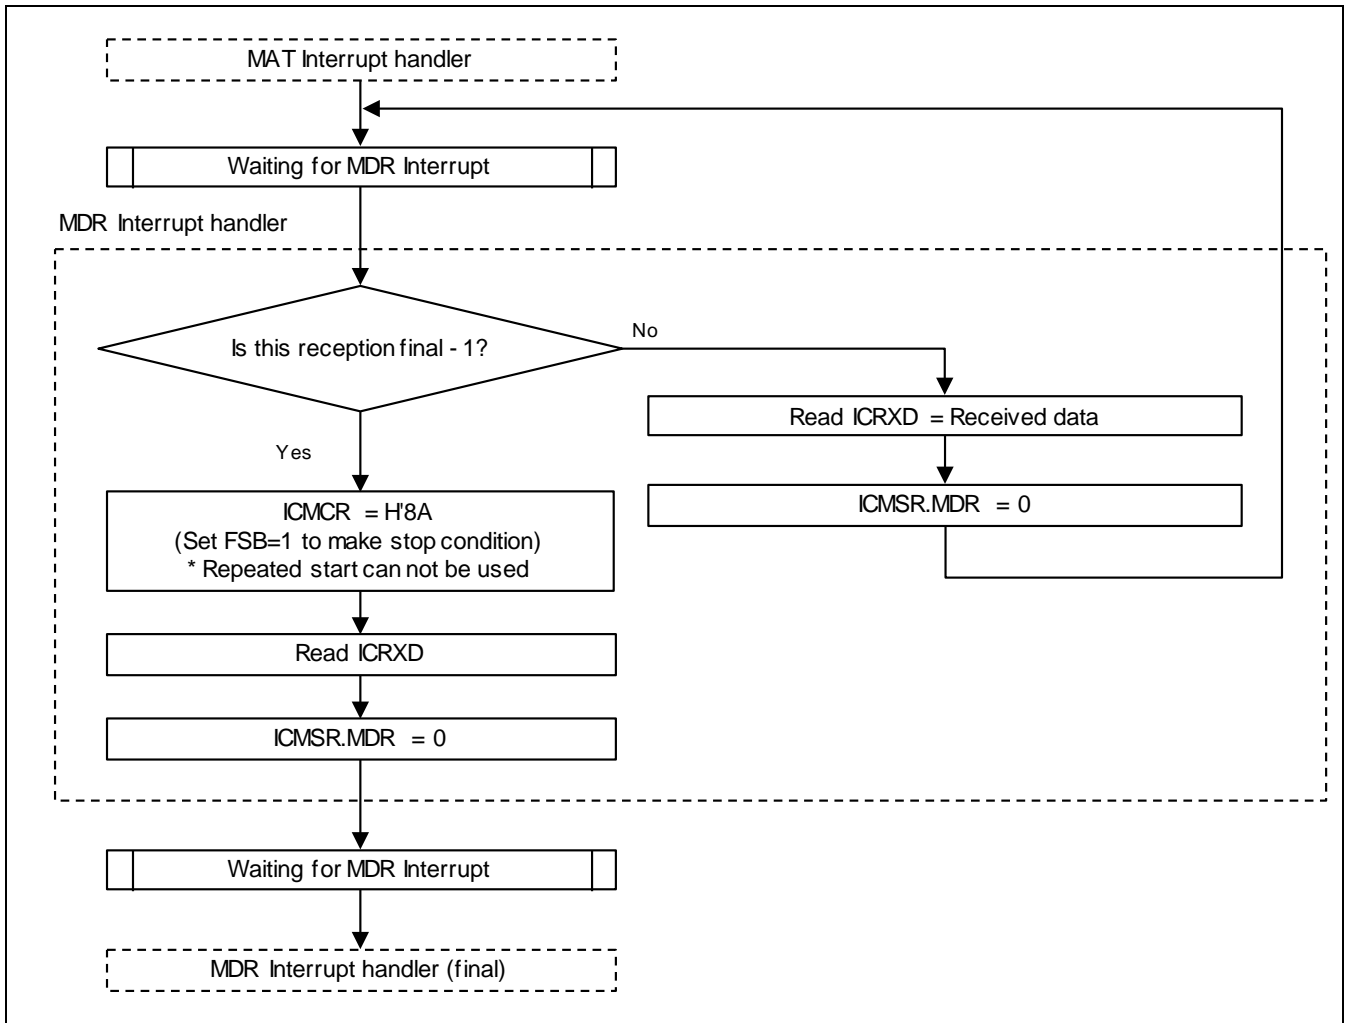 MAT Interrupt handler
Waiting for MDR Interrupt
MDR Interrupt handler
Is this reception final - 1?
No
Yes
Read ICRXD = Received data
ICMSR.MDR = 0
ICMCR = H'8A
(Set FSB=1 to make stop condition)
* Repeated start can not be used
Read ICRXD
ICMSR.MDR = 0
Waiting for MDR Interrupt
MDR Interrupt handler (final)